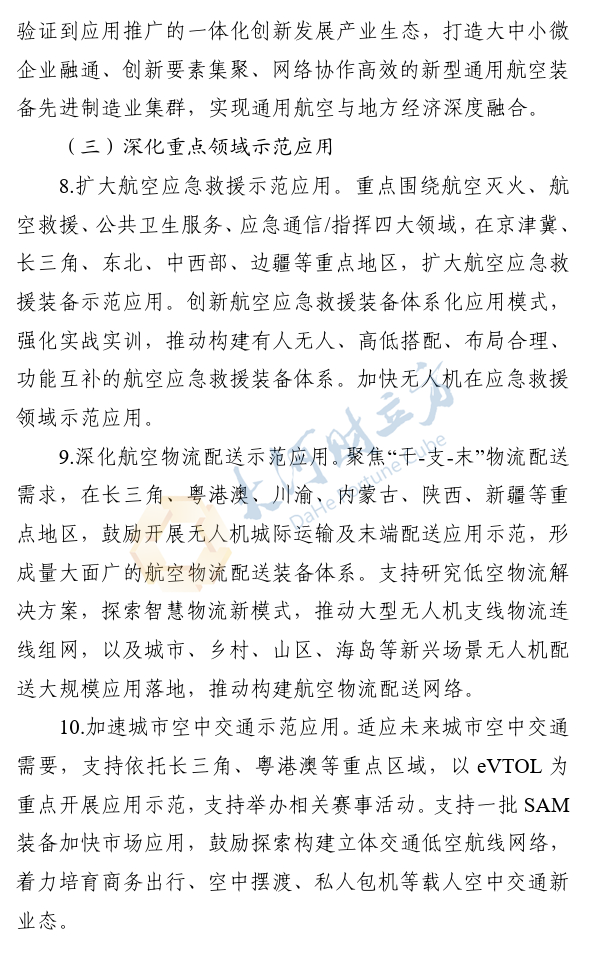 验证到应用推广的一体化创新发展产业生态，打造大中小微
企业融通、创新要素集聚、网络协作高效的新型通用航空装
备先进制造业集群，实现通用航空与地方经济深度融合。
（三）深化重点领域示范应用
8.扩大航空应急救援示范应用。重点围绕航空灭火、航
空救援、公共卫生服务、应急通信/指挥四大领域，在京津冀、
长三角、东北、中西部、边疆等重点地区，扩大航空应急救
援装备示范应用。创新航空应急救援装备体系化应用模式，
强化实战实训，推动构建有人无人、高低搭配、布局合理、
功能互补的航空应急救援装备体系。加快无人机在应急救援
领域示范应用。
9.深化航空物流配送示范应用。聚焦“干-支-末”物流配送
需求，在长三角、粤港澳、川渝、内蒙古、陕西、新疆等重
点地区，鼓励开展无人机城际运输及末端配送应用示范，形
成量大面广的航空物流配送装备体系。支持研究低空物流解
决方案，探索智慧物流新模式，推动大型无人机支线物流连
线组网，以及城市、乡村、山区、海岛等新兴场景无人机配
送大规模应用落地，推动构建航空物流配送网络。
10.加速城市空中交通示范应用。适应未来城市空中交通
需要，支持依托长三角、粤港澳等重点区域，以 eVTOL 为
重点开展应用示范，支持举办相关赛事活动。支持一批 SAM
装备加快市场应用，鼓励探索构建立体交通低空航线网络，
着力培育商务出行、空中摆渡、私人包机等载人空中交通新
业态。
大河财立方
DaHe Fortune Cube